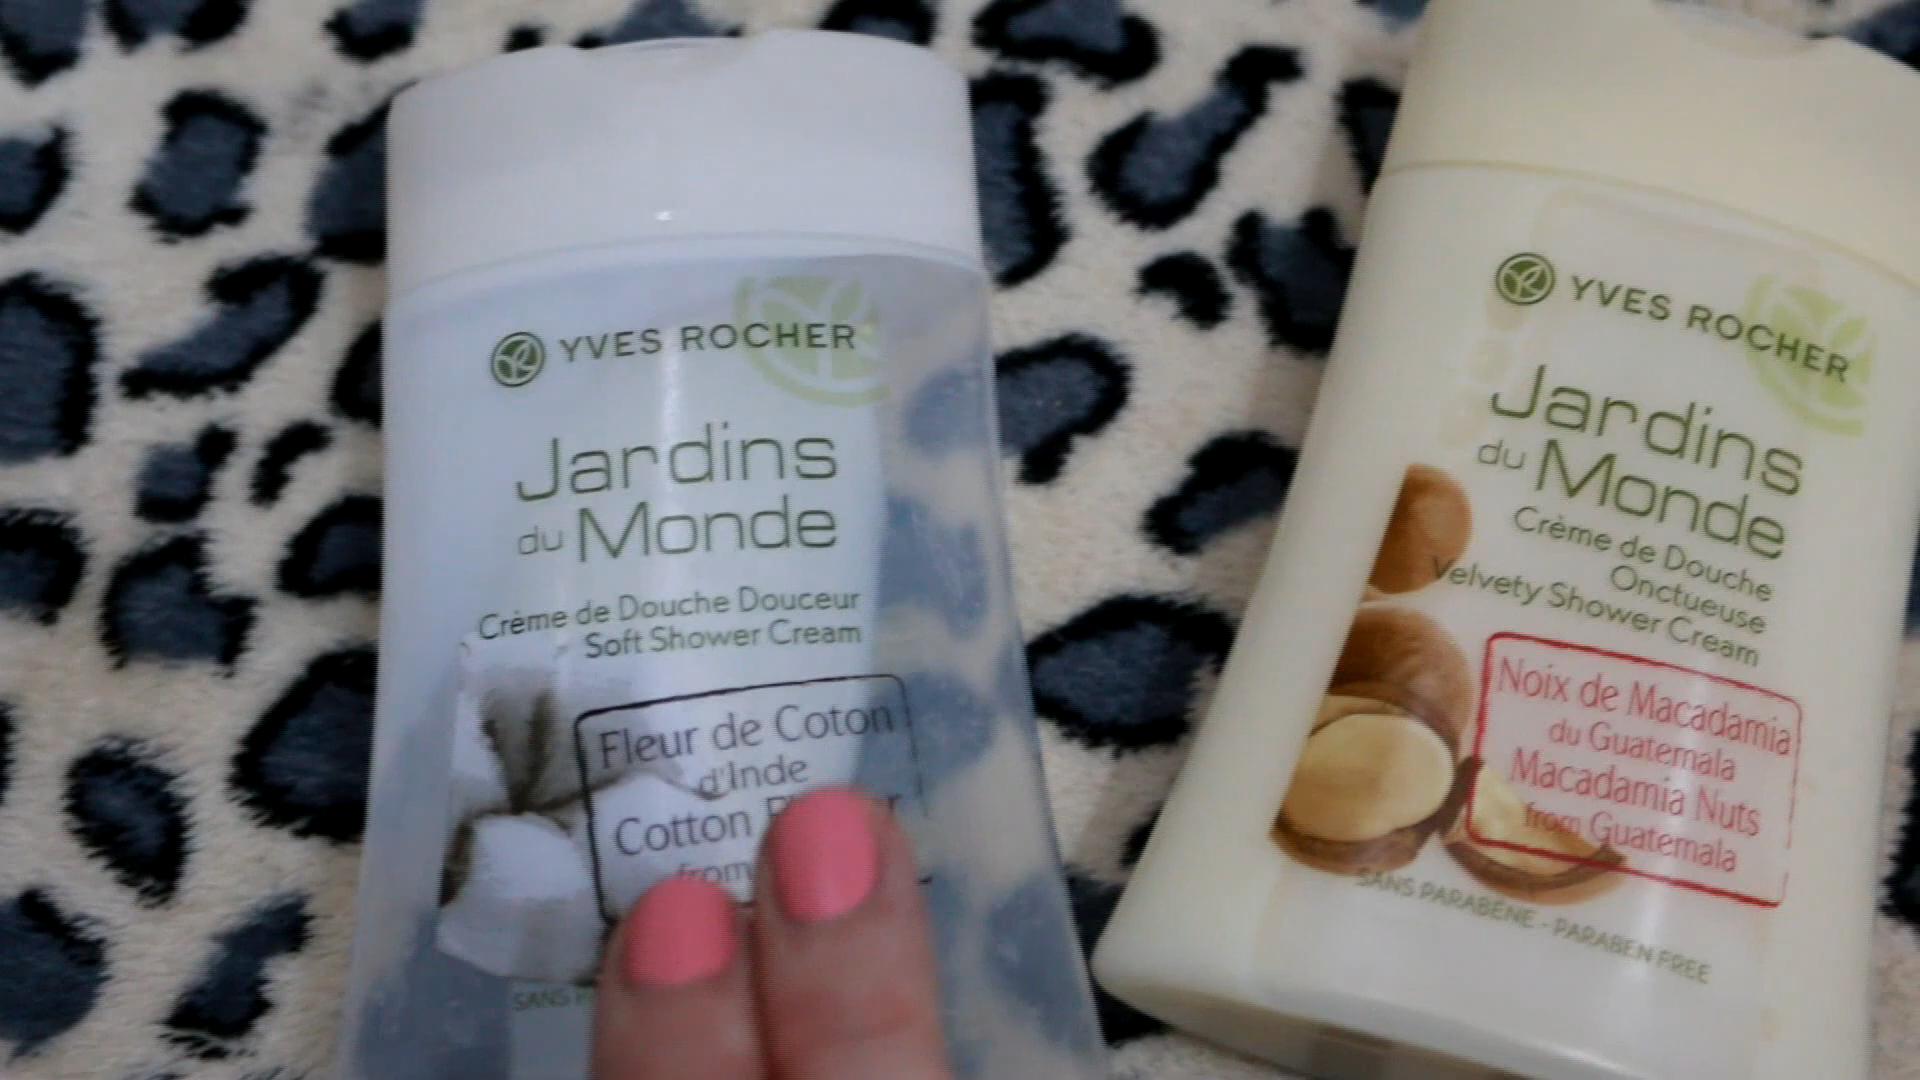 YVES ROCHER
Jardins
du Monde
Crème de Douche Douceur
Soft Shower Cream
Fleur de Coton
d'Inde
Cotton
from
SANS
YVES ROCHER
Jardins
du Monde
Crème de Douche
Onctueuse
Velvety Shower Cream
Noix de Macadamia
du Guatemala
Macadamia Nuts
from Guatemala
SANS PARABÈNE - PARABEN FREE